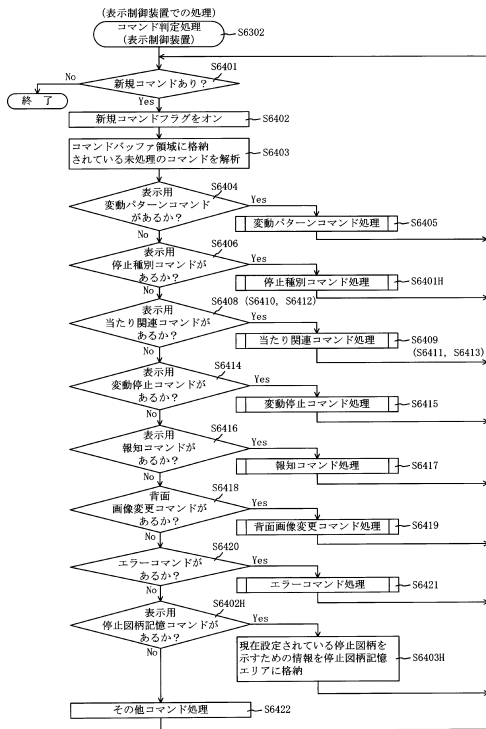 (表示制御装置での処理)
コマンド判定処理
(表示制御装置)
S6302
S6401
新規コマンドあり？
No
終 了
Yes
新規コマンドフラグをオン
S6402
コマンドバッファ領域に格納
されている未処理のコマンドを解析
S6403
表示用
変動パターンコマンド
があるか？
S6404
Yes
変動パターンコマンド処理
S6405
No
表示用
停止種別コマンドが
あるか？
S6406
Yes
停止種別コマンド処理
S6401H
No
表示用
当たり関連コマンドが
あるか？
S6408 (S6410, S6412)
Yes
当たり関連コマンド処理
S6409
(S6411, S6413)
No
表示用
変動停止コマンドが
あるか？
S6414
Yes
変動停止コマンド処理
S6415
No
表示用
報知コマンドが
あるか？
S6416
Yes
報知コマンド処理
S6417
No
背面
画像変更コマンドが
あるか？
S6418
Yes
背面画像変更コマンド処理
S6419
No
エラーコマンドが
あるか？
S6420
Yes
エラーコマンド処理
S6421
No
表示用
停止図柄記憶コマンドが
あるか？
S6402H
Yes
現在設定されている停止図柄を
示すための情報を停止図柄記憶
エリアに格納
S6403H
No
その他コマンド処理
S6422